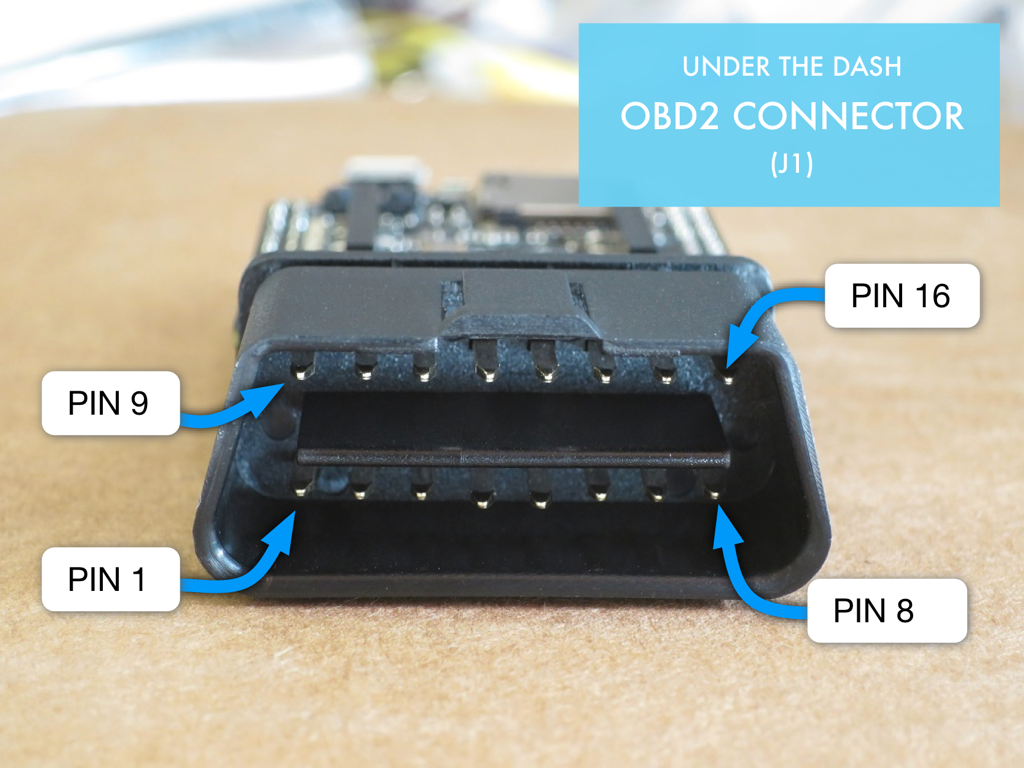 UNDER THE DASH
OBD2 CONNECTOR
(J1)
PIN 16
PIN 9
PIN 1
PIN 8